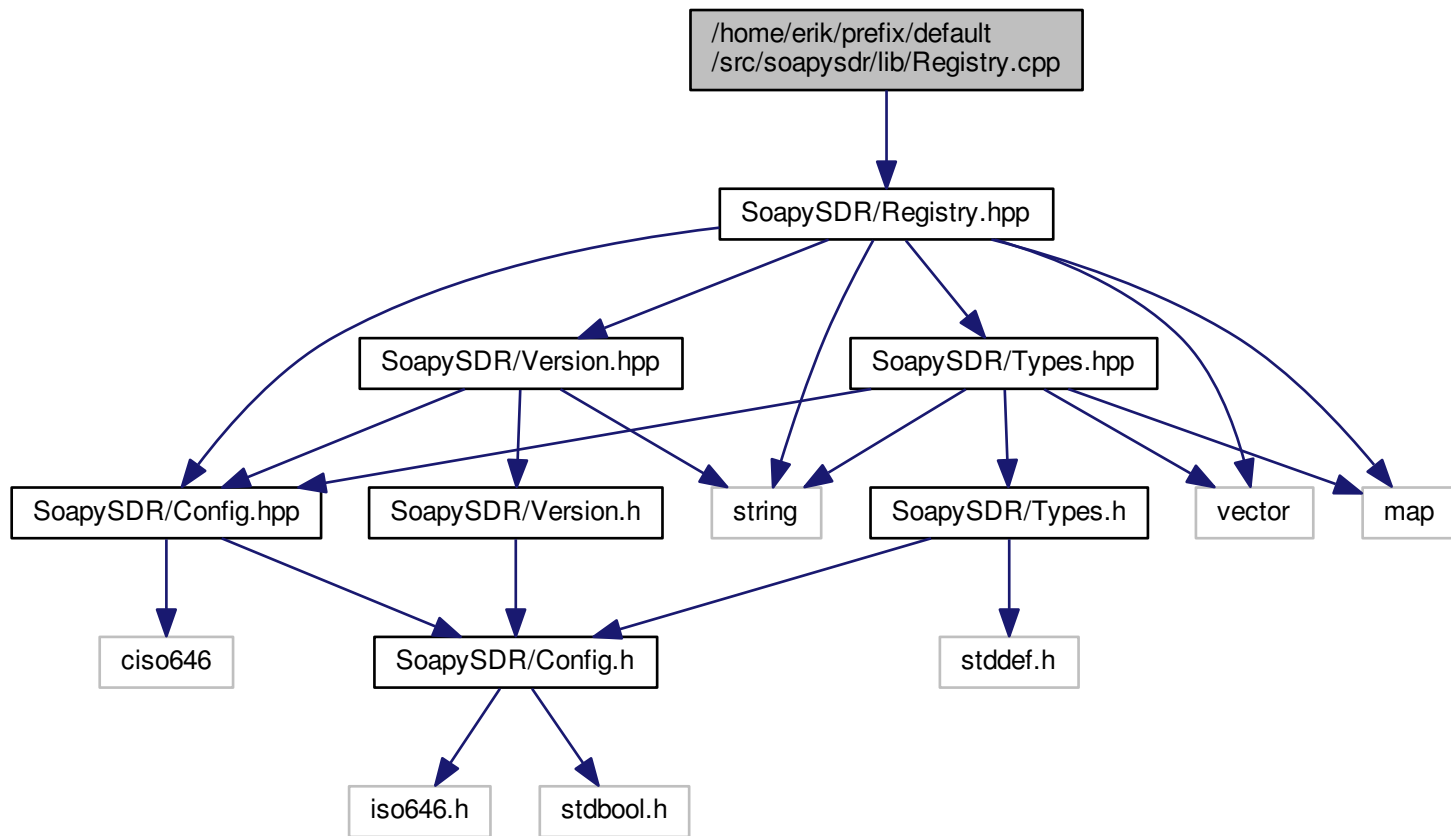 /home/erik/prefix/default
/src/soapysdr/lib/Registry.cpp
SoapySDR/Registry.hpp
SoapySDR/Version.hpp
SoapySDR/Types.hpp
SoapySDR/Config.hpp
SoapySDR/Version.h
string
SoapySDR/Types.h
vector
map
ciso646
SoapySDR/Config.h
stddef.h
iso646.h
stdbool.h